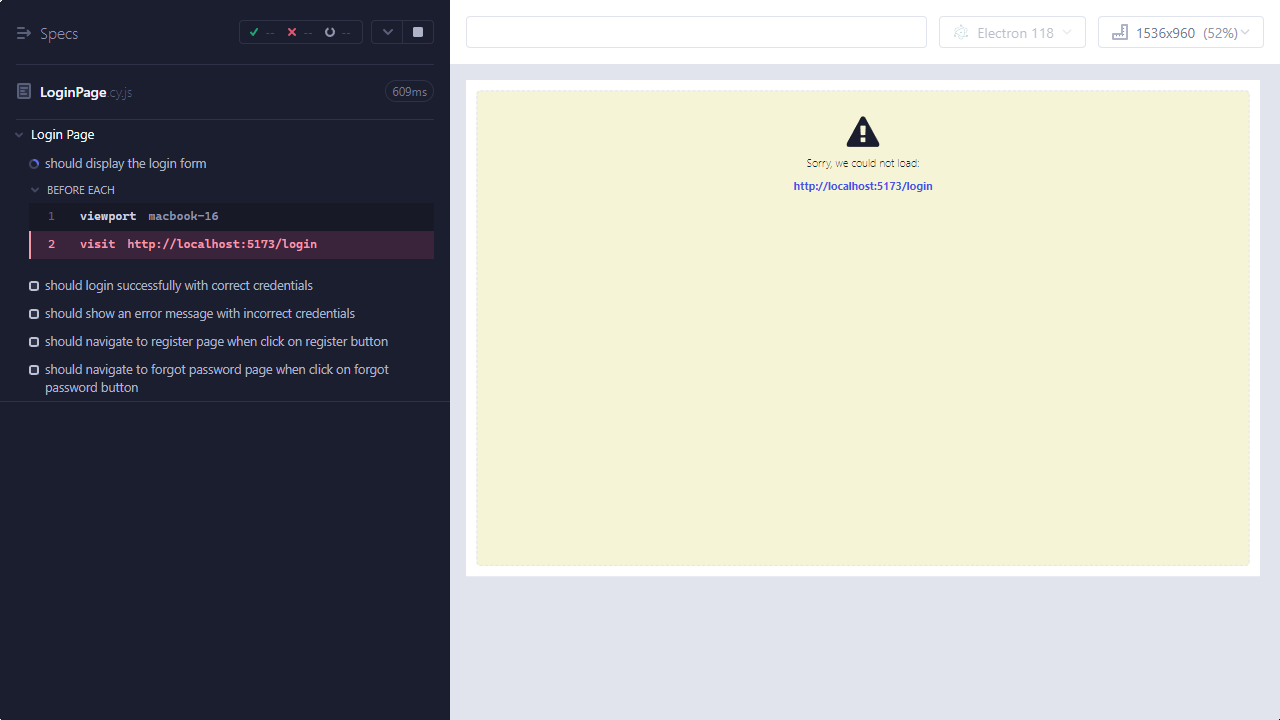 Specs
--
--
--
LoginPage.cy.js
609ms
Login Page
should display the login form
BEFORE EACH
1 viewport macbook-16
2 visit http://localhost:5173/login
should login successfully with correct credentials
should show an error message with incorrect credentials
should navigate to register page when click on register button
should navigate to forgot password page when click on forgot
password button
Electron 118
1536x960 (52%)
Sorry, we could not load:
http://localhost:5173/login